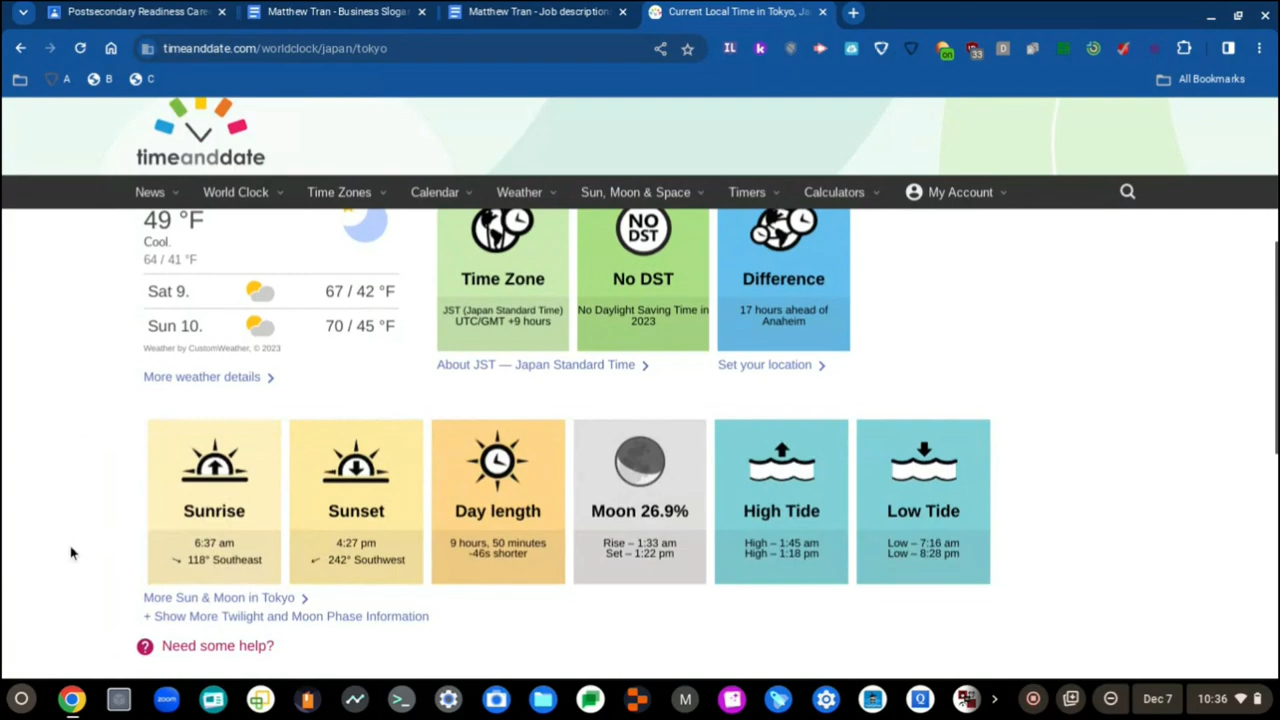 Postsecondary Readiness Care
Matthew Tran - Business Sloga
Matthew Tran - Job description
Current Local Time in Tokyo, Ja
timeanddate.com/worldclock/japan/tokyo
IL
k
on
33
D
A
B
C
All Bookmarks
timeanddate
News
World Clock
Time Zones
Calendar
Weather
Sun, Moon & Space
Timers
Calculators
My Account
49 °F
Cool.
64 / 41 °F
Sat 9.
67 / 42 °F
Sun 10.
70 / 45 °F
Weather by CustomWeather, © 2023
More weather details
Time Zone
JST (Japan Standard Time)
UTC/GMT +9 hours
NO
DST
No DST
No Daylight Saving Time in
2023
Difference
17 hours ahead of
Anaheim
About JST — Japan Standard Time
Set your location
Sunrise
6:37 am
118° Southeast
Sunset
4:27 pm
242° Southwest
Day length
9 hours, 50 minutes
-46s shorter
Moon 26.9%
Rise – 1:33 am
Set – 1:22 pm
High Tide
High – 1:45 am
High – 1:18 pm
Low Tide
Low – 7:16 am
Low – 8:28 pm
More Sun & Moon in Tokyo
+ Show More Twilight and Moon Phase Information
? Need some help?
zoom
M
Q
Dec 7
10:36